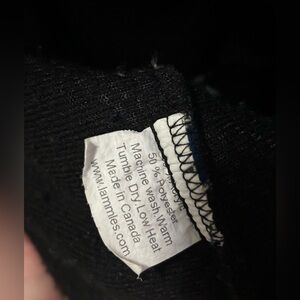 50 % Polyester
Machine wash Warm
Tumble Dry Low Heat
Made in Canada
www.lammles.com